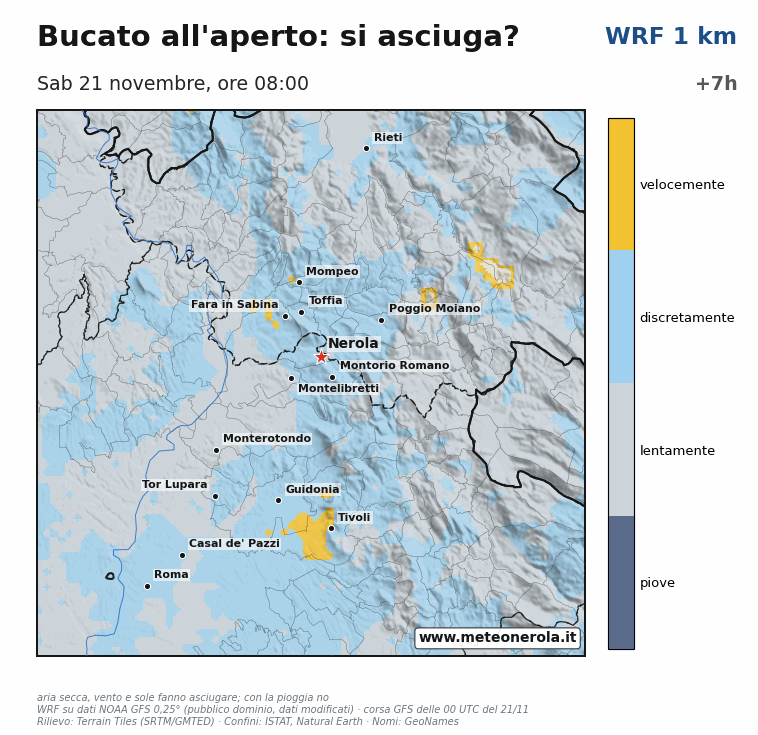 Bucato all'aperto: si asciuga?
WRF 1 km
Sab 21 novembre, ore 08:00
+7h
Rieti
velocemente
Mompeo
Fara in Sabina
Toffia
Poggio Moiano
discretamente
Nerola
Montorio Romano
Montelibretti
Monterotondo
lentamente
Tor Lupara
Guidonia
Tivoli
Casal de' Pazzi
Roma
piove
www.meteonerola.it
aria secca, vento e sole fanno asciugare; con la pioggia no
WRF su dati NOAA GFS 0,25° (pubblico dominio, dati modificati) · corsa GFS delle 00 UTC del 21/11
Rilievo: Terrain Tiles (SRTM/GMTED) · Confini: ISTAT, Natural Earth · Nomi: GeoNames